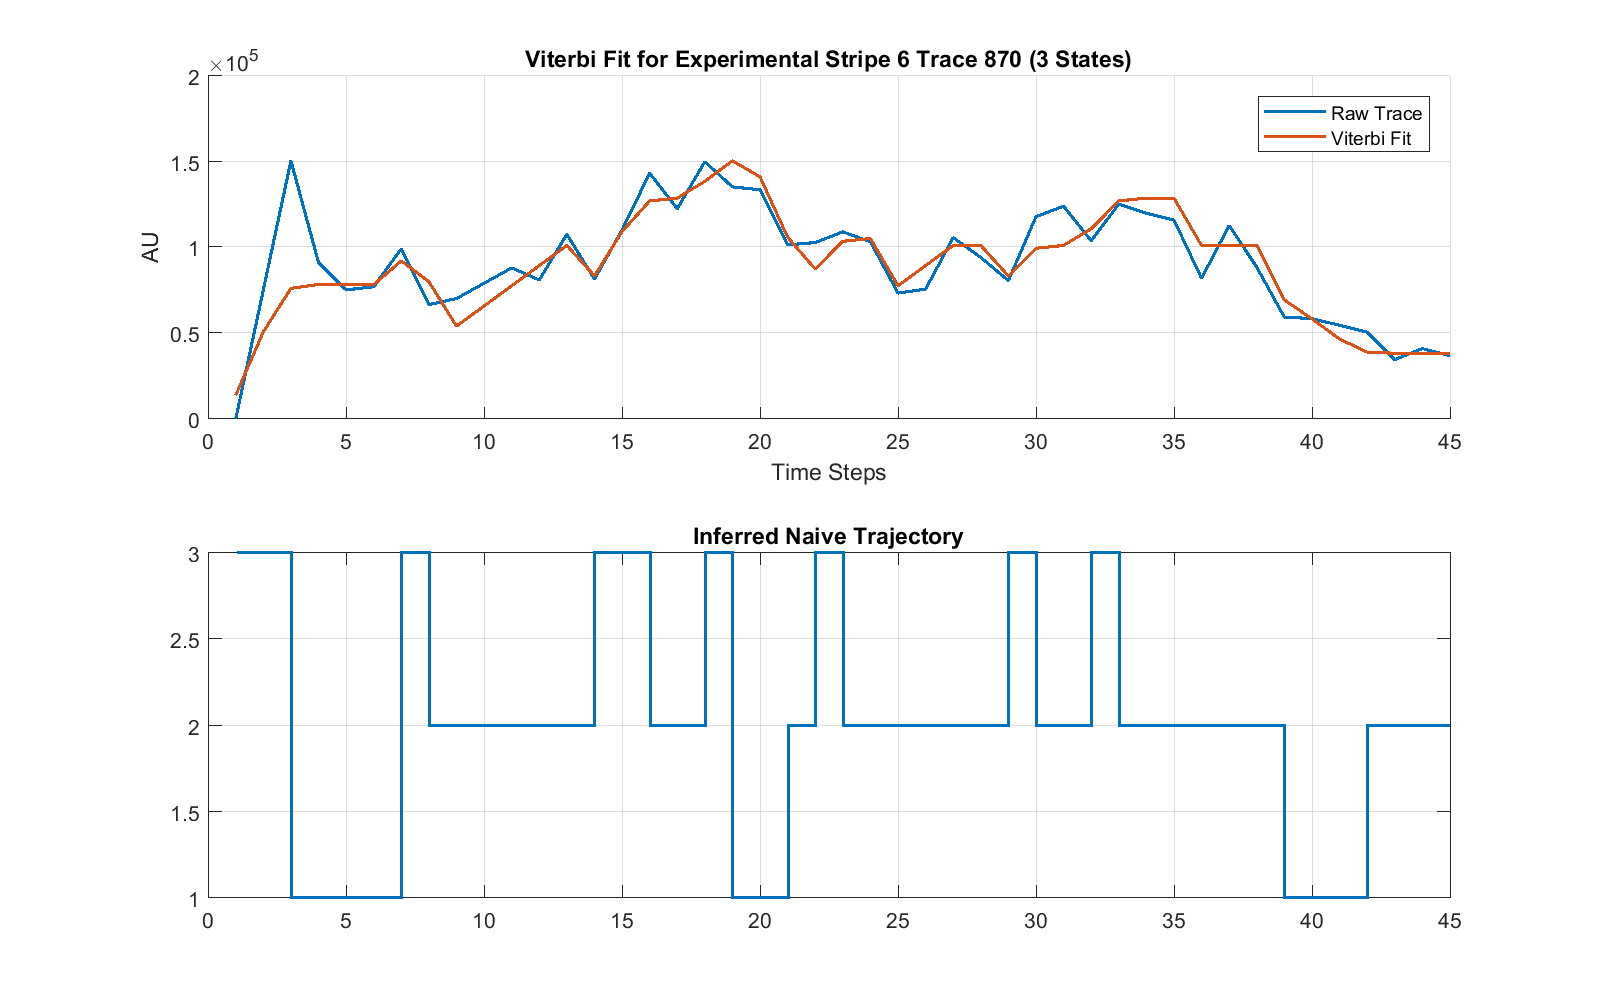 Viterbi Fit for Experimental Stripe 6 Trace 870 (3 States)
×10^5
2
1.5
1
0.5
0
AU
Raw Trace
Viterbi Fit
0 5 10 15 20 25 30 35 40 45
Time Steps
Inferred Naive Trajectory
3
2.5
2
1.5
1
0 5 10 15 20 25 30 35 40 45